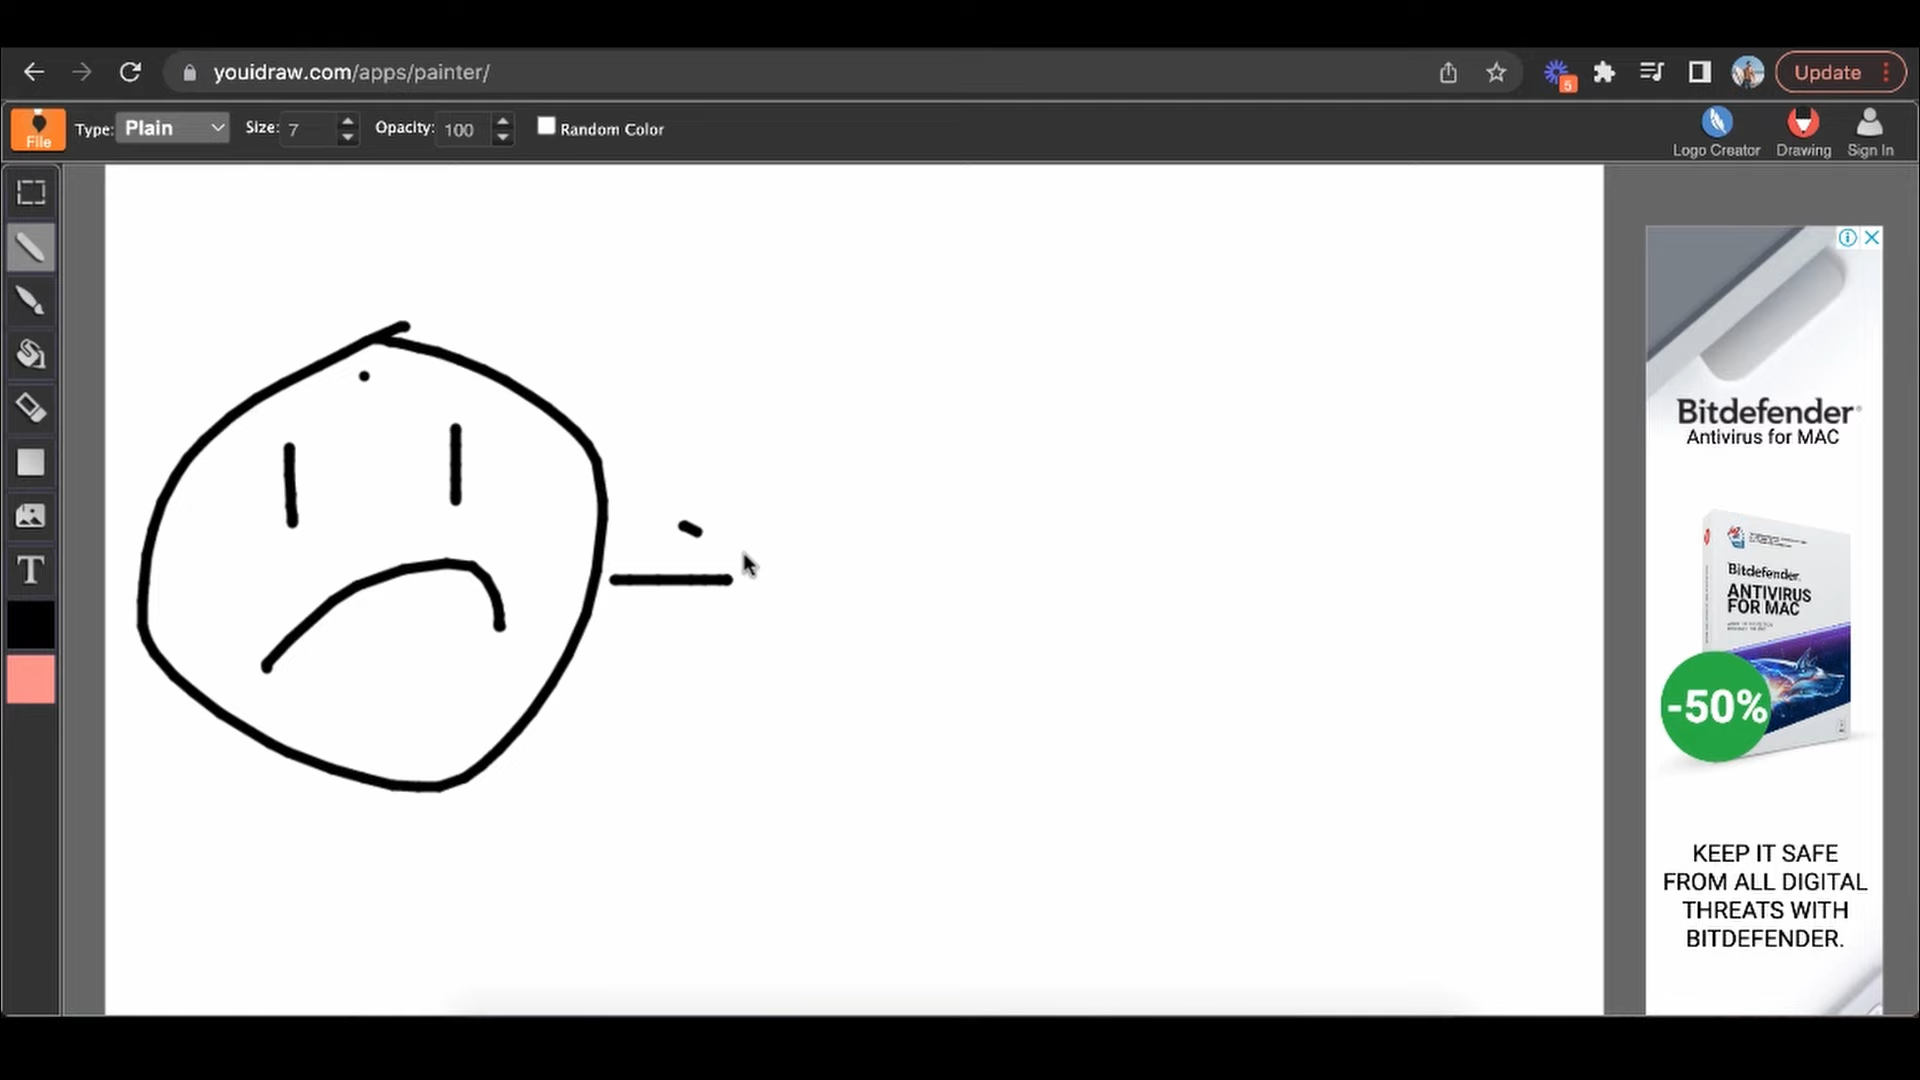 youidraw.com/apps/painter/
5
Update
File
Type: Plain
Size: 7
Opacity: 100
Random Color
Logo Creator
Drawing
Sign In
T
Bitdefender
Antivirus for MAC
Bitdefender
ANTIVIRUS
FOR MAC
-50%
KEEP IT SAFE
FROM ALL DIGITAL
THREATS WITH
BITDEFENDER.